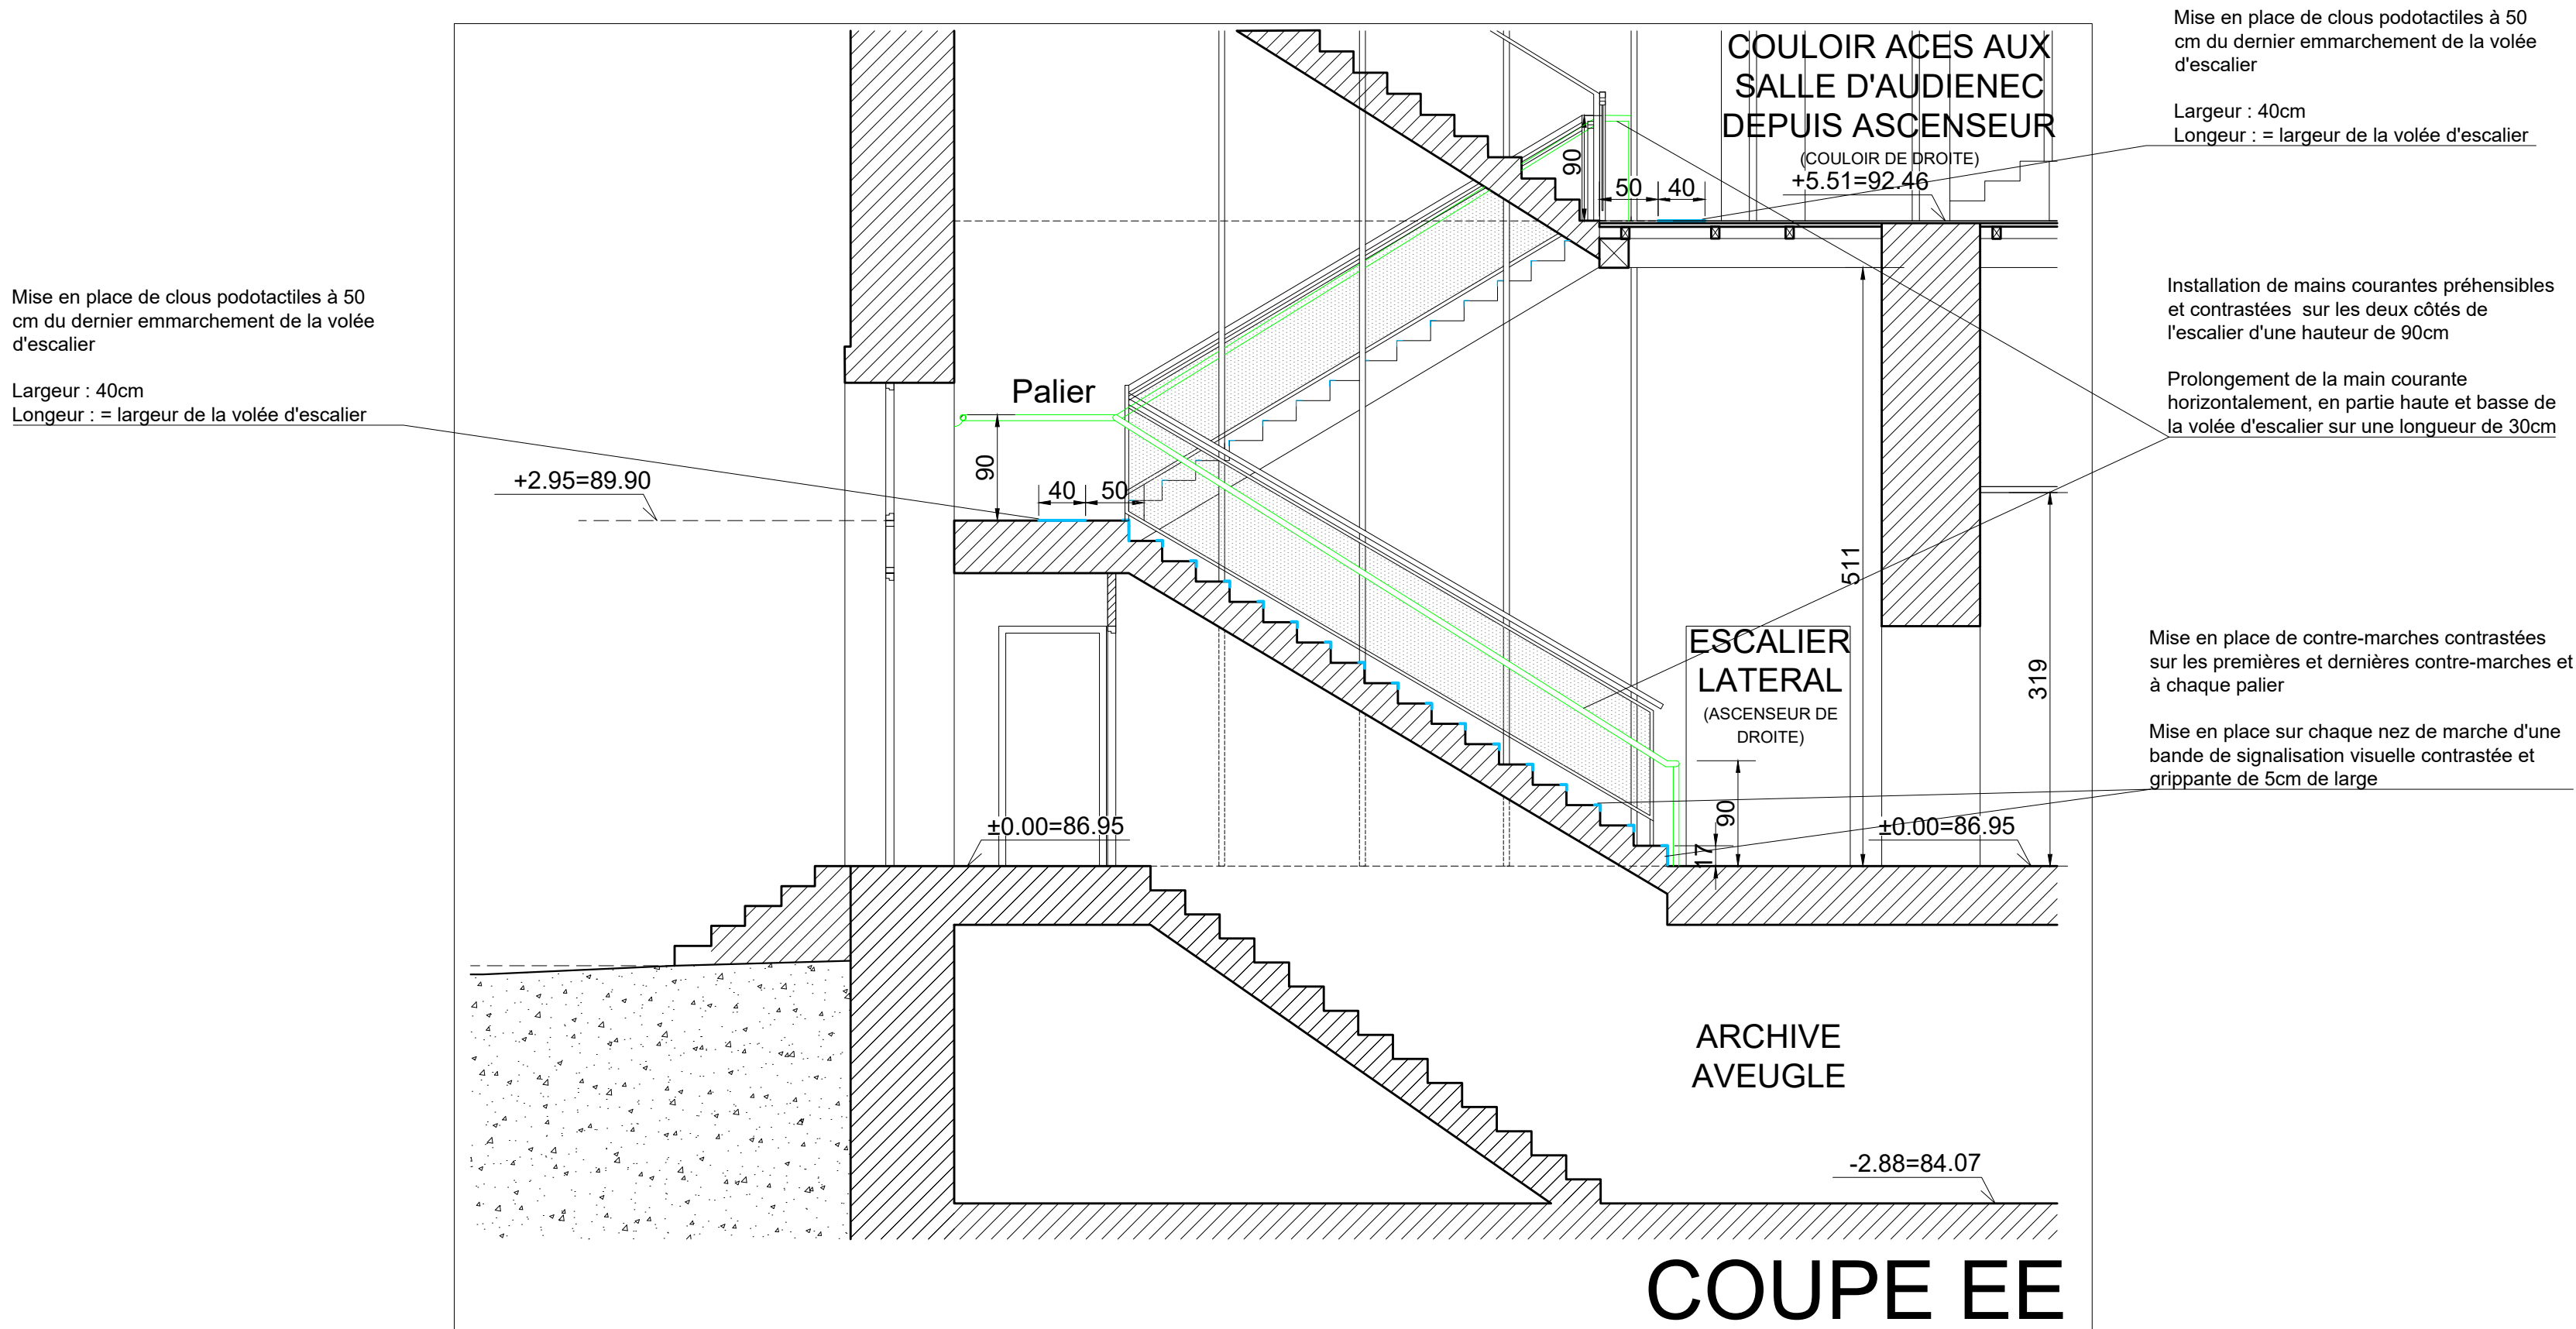 COULOIR ACES AUX
SALLE D'AUDIENEC
DEPUIS ASCENSEUR
(COULOIR DE DROITE)
+5.51=92.46
Mise en place de clous podotactiles à 50
cm du dernier emmarchement de la volée
d'escalier
Largeur : 40cm
Longeur : = largeur de la volée d'escalier
90
50
40
Mise en place de clous podotactiles à 50
cm du dernier emmarchement de la volée
d'escalier
Largeur : 40cm
Longeur : = largeur de la volée d'escalier
Installation de mains courantes préhensibles
et contrastées  sur les deux côtés de
l'escalier d'une hauteur de 90cm
Prolongement de la main courante
horizontalement, en partie haute et basse de
la volée d'escalier sur une longueur de 30cm
Palier
90
40
50
+2.95=89.90
511
319
ESCALIER
LATERAL
(ASCENSEUR DE
DROITE)
Mise en place de contre-marches contrastées
sur les premières et dernières contre-marches et
à chaque palier
Mise en place sur chaque nez de marche d'une
bande de signalisation visuelle contrastée et
grippante de 5cm de large
90
17
±0.00=86.95
±0.00=86.95
ARCHIVE
AVEUGLE
-2.88=84.07
COUPE EE